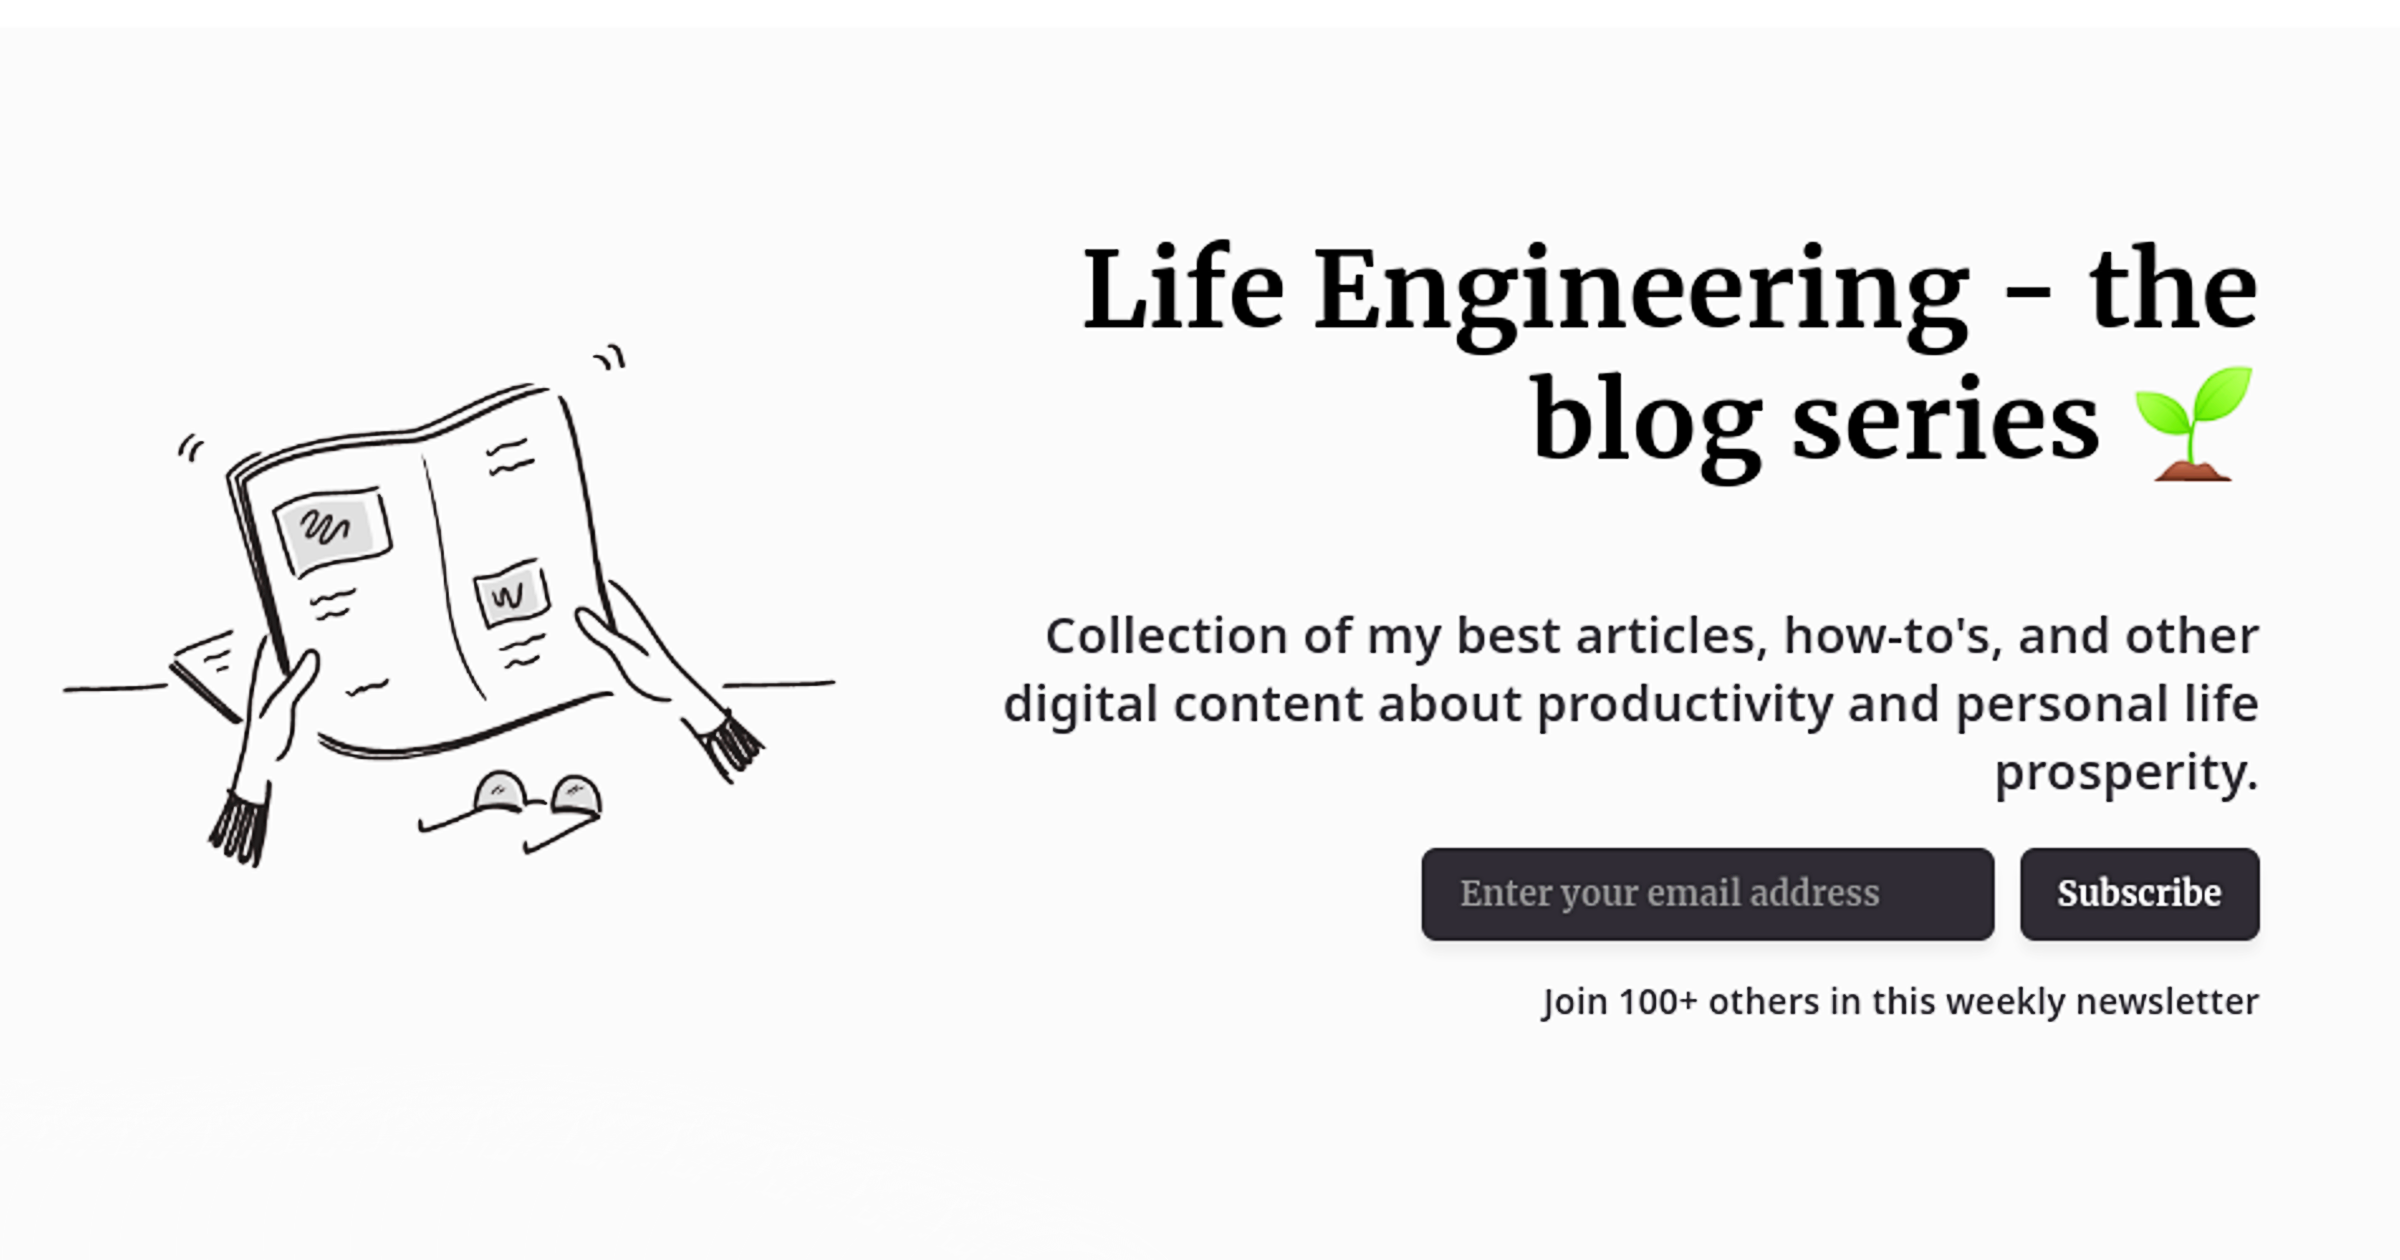 Life Engineering - the
blog series 🌱
Collection of my best articles, how-to's, and other
digital content about productivity and personal life
prosperity.
Enter your email address
Subscribe
Join 100+ others in this weekly newsletter